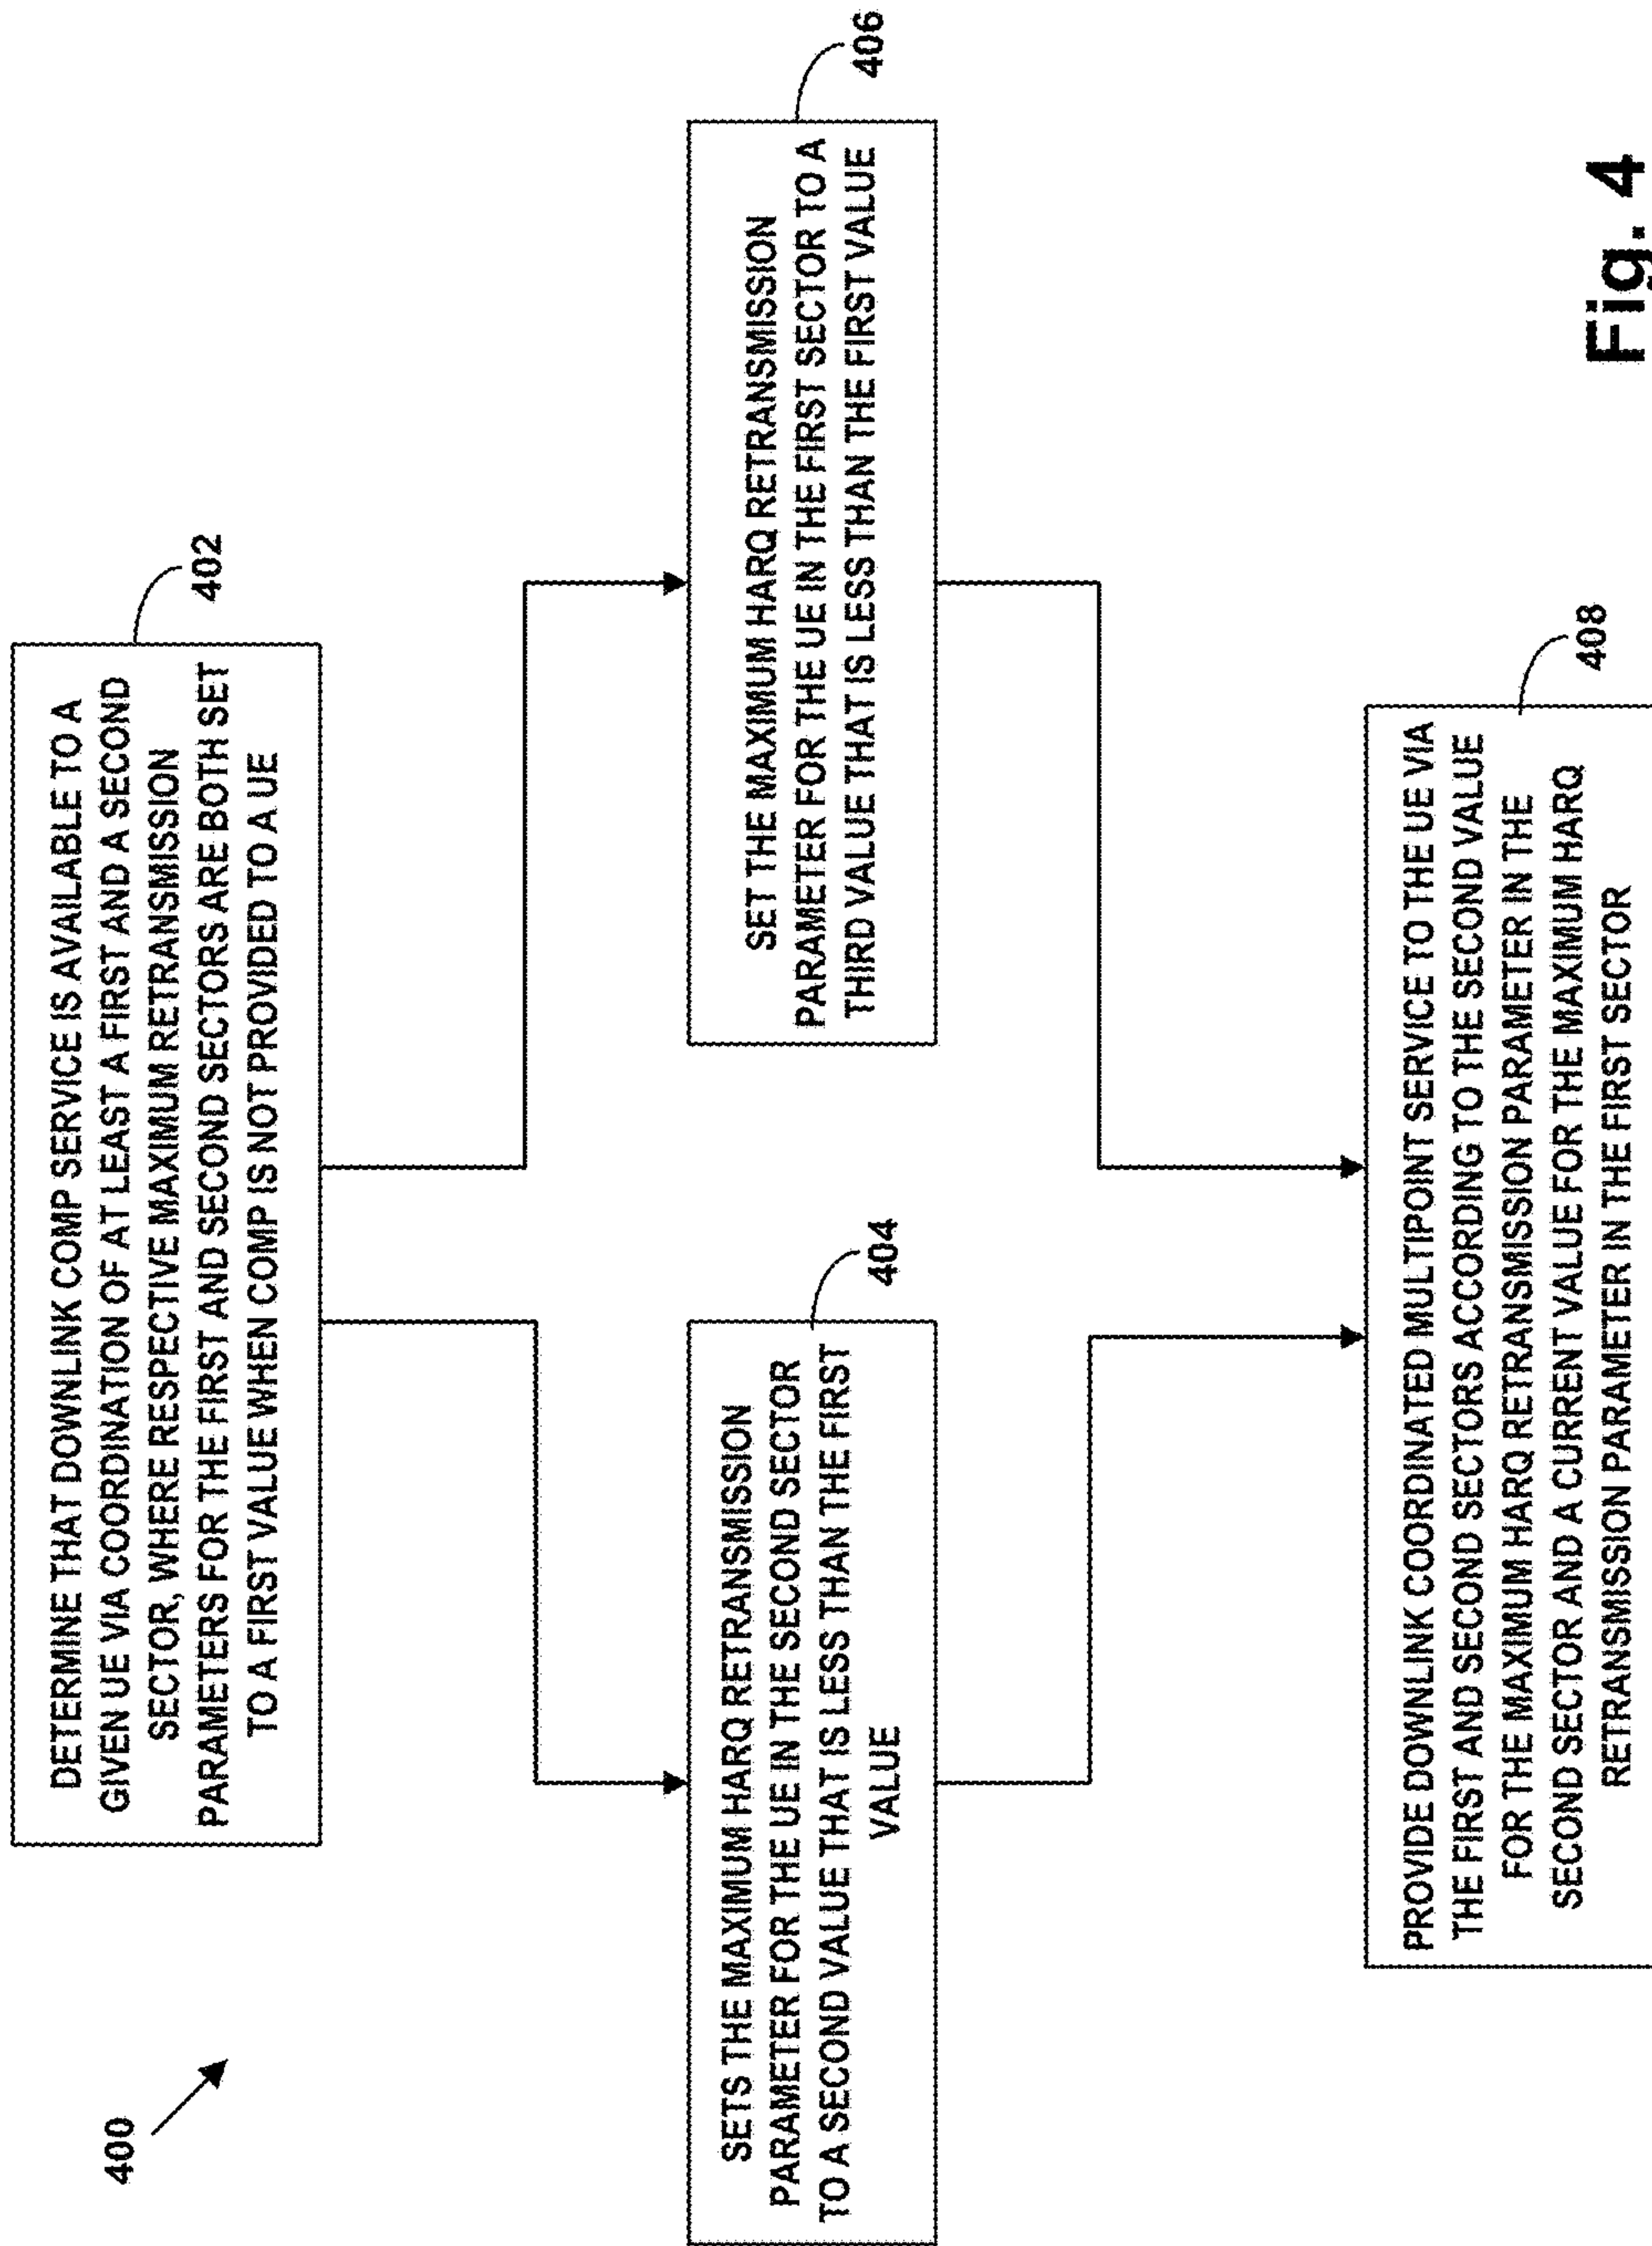 400
DETERMINE THAT DOWNLINK COMP SERVICE IS AVAILABLE TO A
GIVEN UE VIA COORDINATION OF AT LEAST A FIRST AND A SECOND
SECTOR, WHERE RESPECTIVE MAXIMUM RETRANSMISSION
PARAMETERS FOR THE FIRST AND SECOND SECTORS ARE BOTH SET
TO A FIRST VALUE WHEN COMP IS NOT PROVIDED TO A UE
402
SETS THE MAXIMUM HARQ RETRANSMISSION
PARAMETER FOR THE UE IN THE SECOND SECTOR
TO A SECOND VALUE THAT IS LESS THAN THE FIRST
VALUE
404
SET THE MAXIMUM HARQ RETRANSMISSION
PARAMETER FOR THE UE IN THE FIRST SECTOR TO A
THIRD VALUE THAT IS LESS THAN THE FIRST VALUE
406
PROVIDE DOWNLINK COORDINATED MULTIPOINT SERVICE TO THE UE VIA
THE FIRST AND SECOND SECTORS ACCORDING TO THE SECOND VALUE
FOR THE MAXIMUM HARQ RETRANSMISSION PARAMETER IN THE
SECOND SECTOR AND A CURRENT VALUE FOR THE MAXIMUM HARQ
RETRANSMISSION PARAMETER IN THE FIRST SECTOR
408
Fig. 4